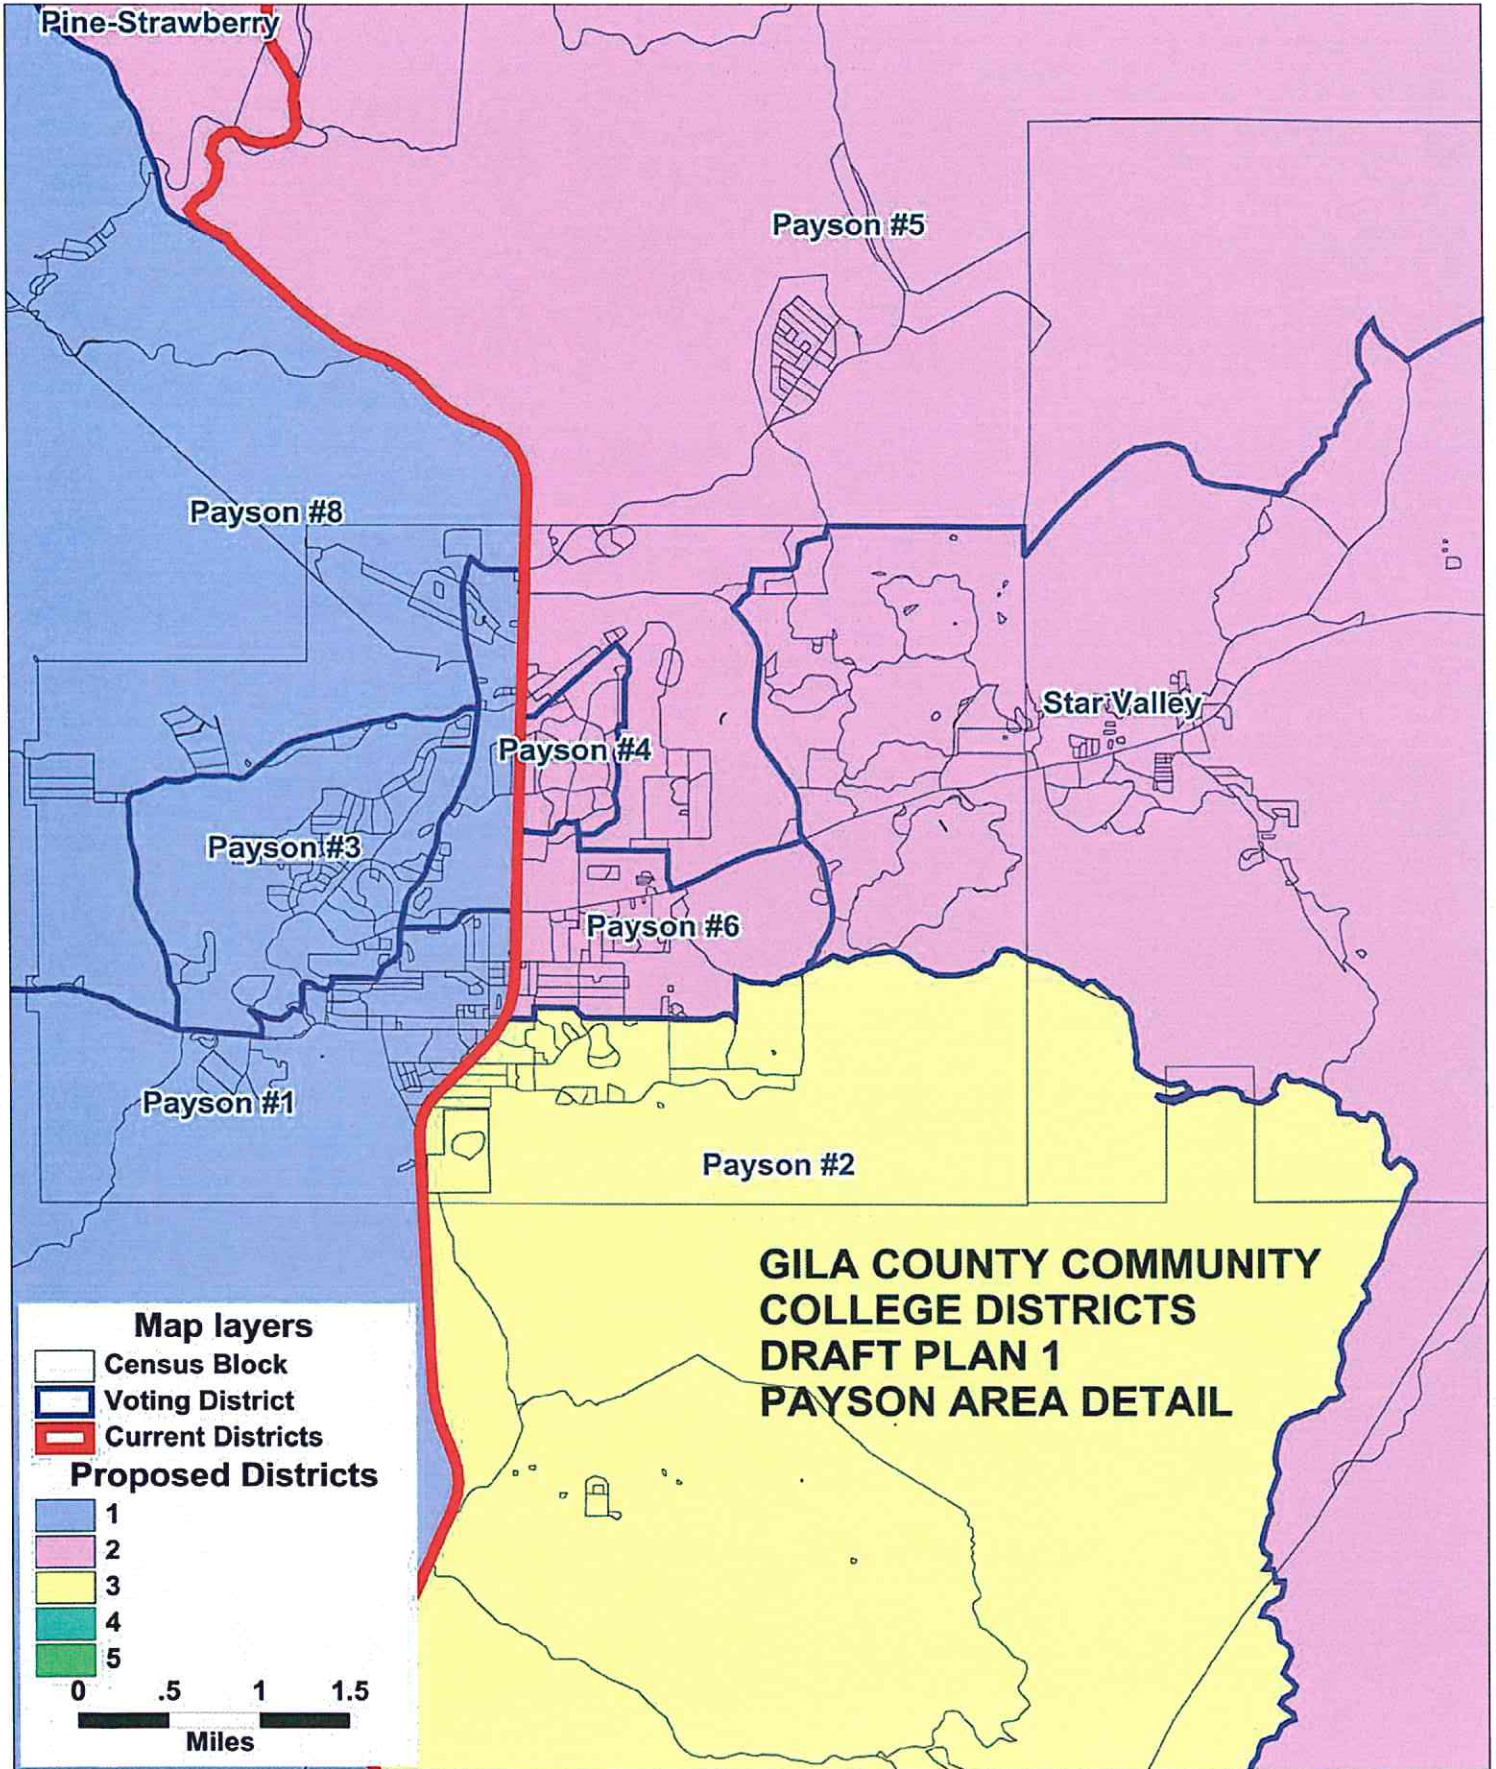 Pine-Strawberry
Payson #5
Payson #8
Star Valley
Payson #4
Payson #3
Payson #6
Payson #1
Payson #2
GILA COUNTY COMMUNITY
COLLEGE DISTRICTS
DRAFT PLAN 1
PAYSON AREA DETAIL
Map layers
Census Block
Voting District
Current Districts
Proposed Districts
1
2
3
4
5
0 .5 1 1.5
Miles